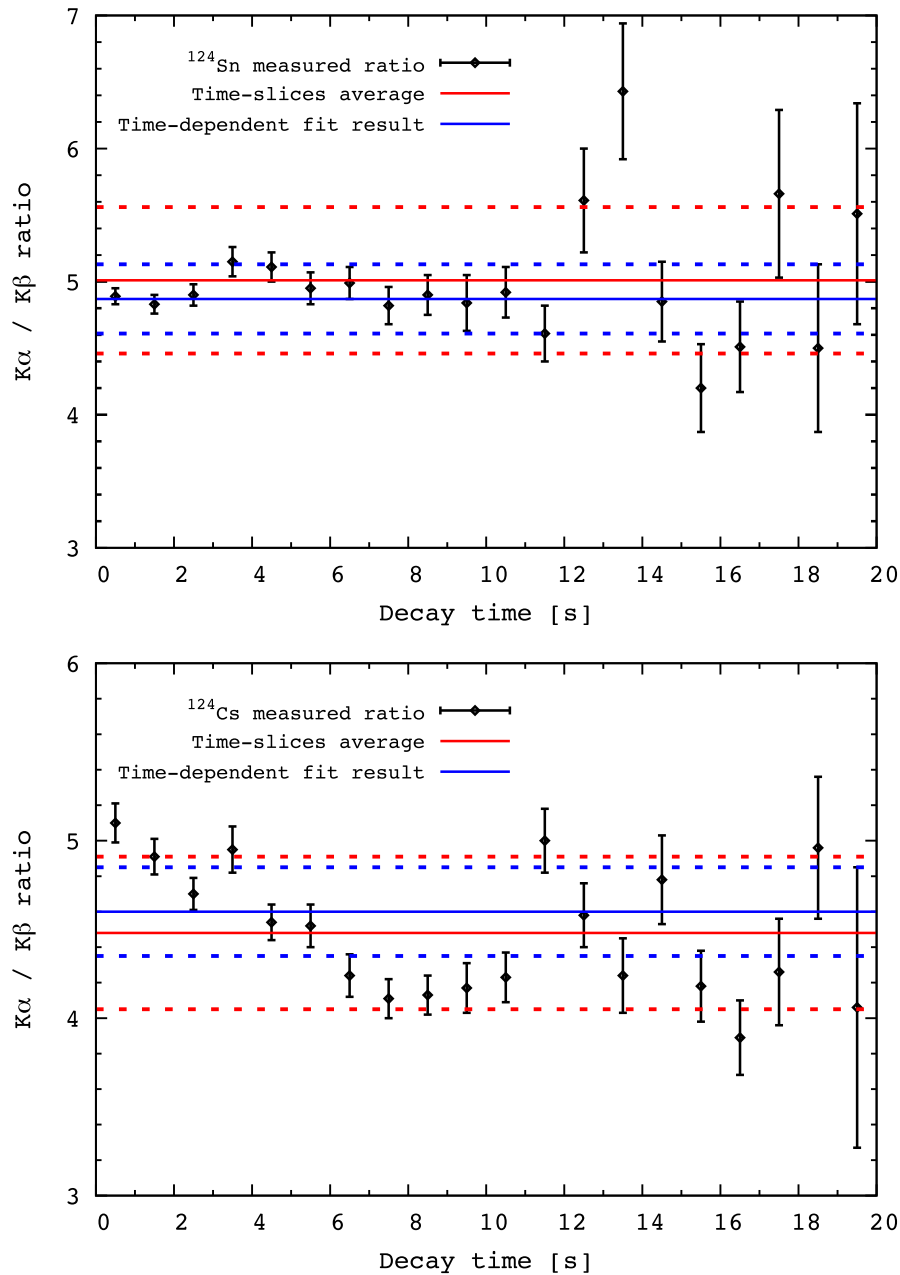 7
6
5
4
3
Kα / Kβ ratio
¹²⁴Sn measured ratio
Time-slices average
Time-dependent fit result
0 2 4 6 8 10 12 14 16 18 20
Decay time [s]
6
5
4
3
Kα / Kβ ratio
¹²⁴Cs measured ratio
Time-slices average
Time-dependent fit result
0 2 4 6 8 10 12 14 16 18 20
Decay time [s]